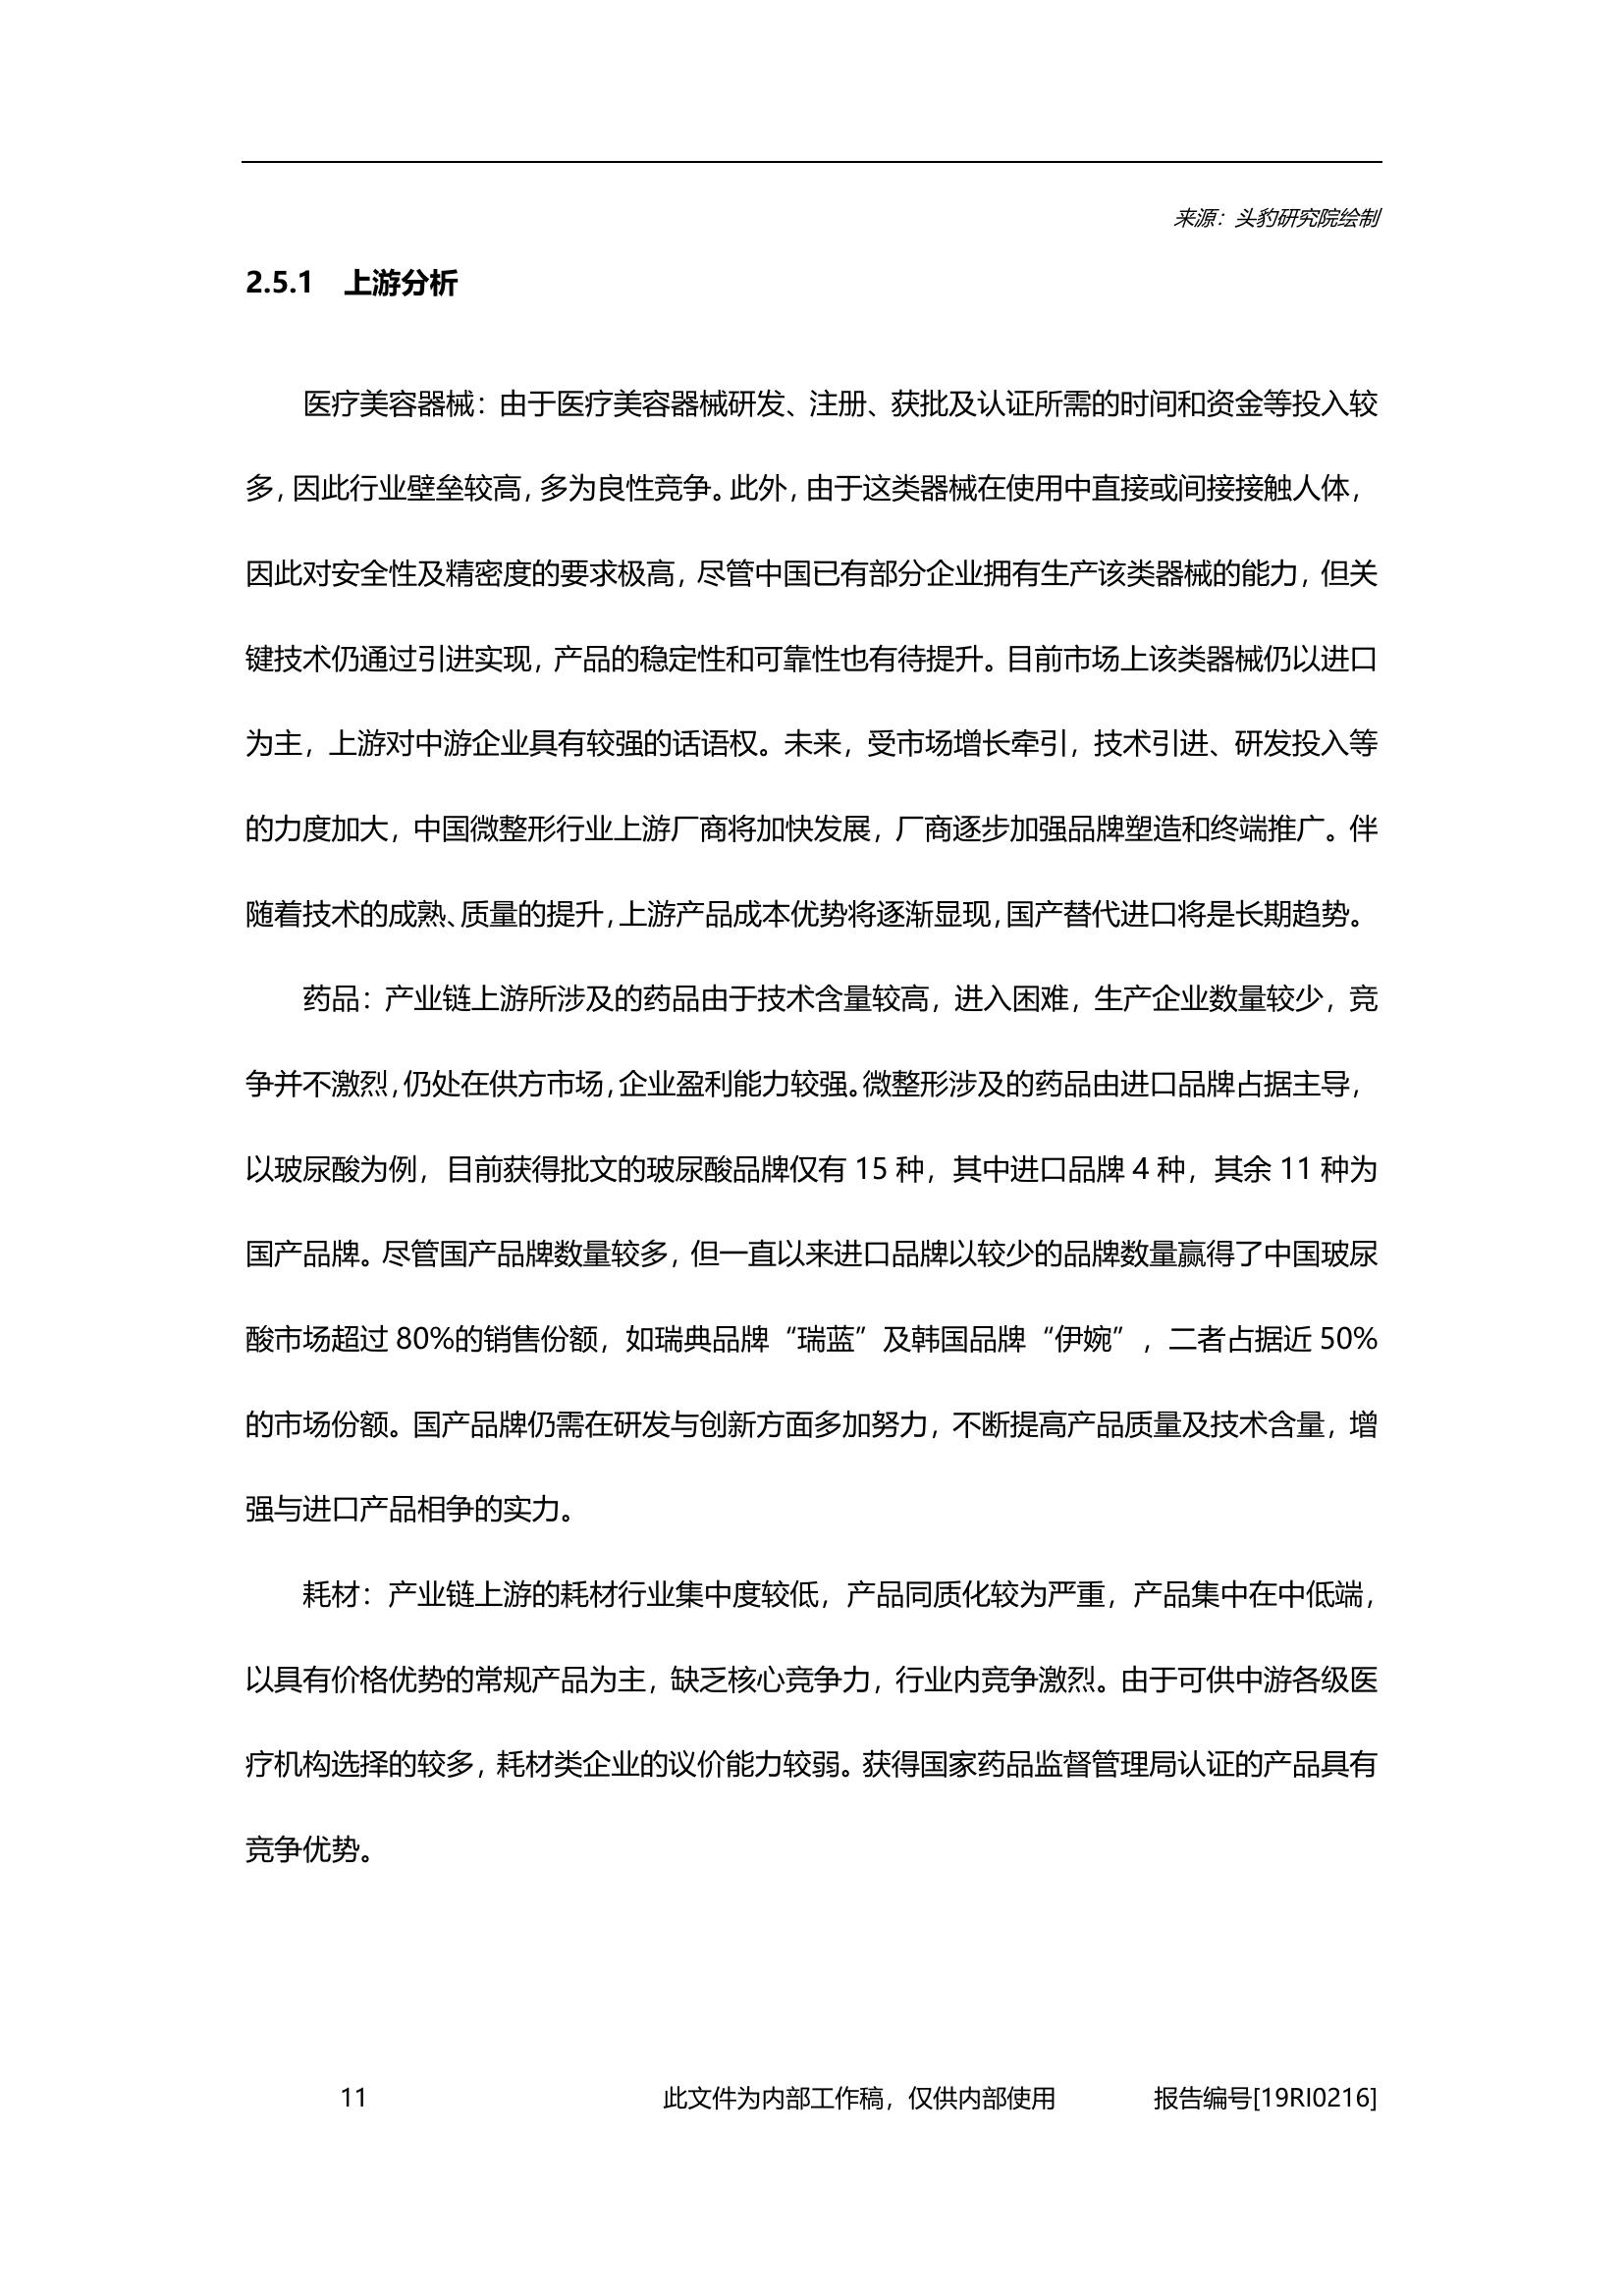 来源：头豹研究院绘制
2.5.1 上游分析
医疗美容器械：由于医疗美容器械研发、注册、获批及认证所需的时间和资金等投入较
多，因此行业壁垒较高，多为良性竞争。此外，由于这类器械在使用中直接或间接接触人体，
因此对安全性及精密度的要求极高，尽管中国已有部分企业拥有生产该类器械的能力，但关
键技术仍通过引进实现，产品的稳定性和可靠性也有待提升。目前市场上该类器械仍以进口
为主，上游对中游企业具有较强的话语权。未来，受市场增长牵引，技术引进、研发投入等
的力度加大，中国微整形行业上游厂商将加快发展，厂商逐步加强品牌塑造和终端推广。伴
随着技术的成熟、质量的提升，上游产品成本优势将逐渐显现，国产替代进口将是长期趋势。
药品：产业链上游所涉及的药品由于技术含量较高，进入困难，生产企业数量较少，竞
争并不激烈，仍处在供方市场，企业盈利能力较强。微整形涉及的药品由进口品牌占据主导，
以玻尿酸为例，目前获得批文的玻尿酸品牌仅有 15 种，其中进口品牌 4 种，其余 11 种为
国产品牌。尽管国产品牌数量较多，但一直以来进口品牌以较少的品牌数量赢得了中国玻尿
酸市场超过 80%的销售份额，如瑞典品牌“瑞蓝”及韩国品牌“伊婉”，二者占据近 50%
的市场份额。国产品牌仍需在研发与创新方面多加努力，不断提高产品质量及技术含量，增
强与进口产品相争的实力。
耗材：产业链上游的耗材行业集中度较低，产品同质化较为严重，产品集中在中低端，
以具有价格优势的常规产品为主，缺乏核心竞争力，行业内竞争激烈。由于可供中游各级医
疗机构选择的较多，耗材类企业的议价能力较弱。获得国家药品监督管理局认证的产品具有
竞争优势。
11 此文件为内部工作稿，仅供内部使用 报告编号[19RI0216]